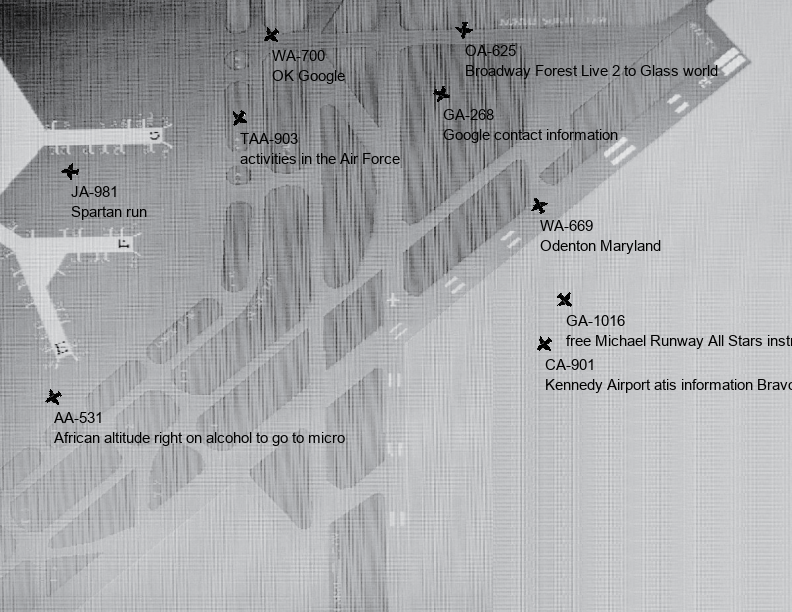 WA-700
OK Google
OA-625
Broadway Forest Live 2 to Glass world
GA-268
Google contact information
TAA-903
activities in the Air Force
JA-981
Spartan run
WA-669
Odenton Maryland
GA-1016
free Michael Runway All Stars instr
CA-901
Kennedy Airport atis information Bravo
AA-531
African altitude right on alcohol to go to micro